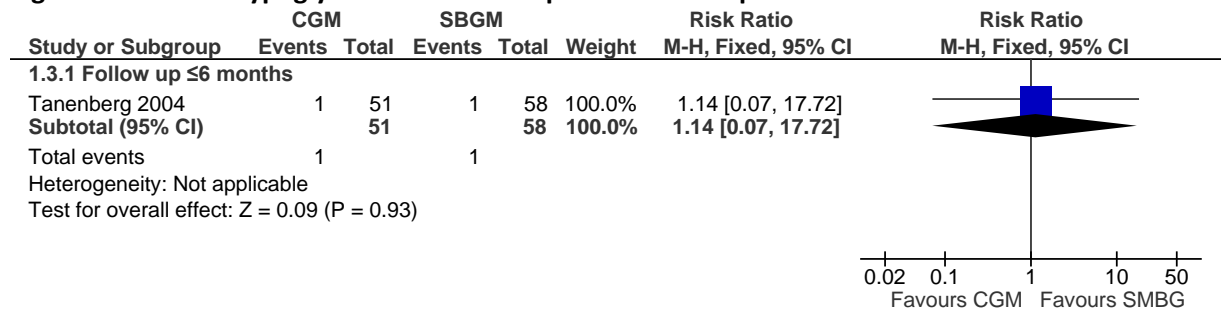 CGM SBGM Risk Ratio Risk Ratio
Study or Subgroup Events Total Events Total Weight M-H, Fixed, 95% CI M-H, Fixed, 95% CI
1.3.1 Follow up ≤6 months
Tanenberg 2004 1 51 1 58 100.0% 1.14 [0.07, 17.72]
Subtotal (95% CI) 51 58 100.0% 1.14 [0.07, 17.72]
Total events 1 1
Heterogeneity: Not applicable
Test for overall effect: Z = 0.09 (P = 0.93)
0.02 0.1 1 10 50
Favours CGM Favours SMBG